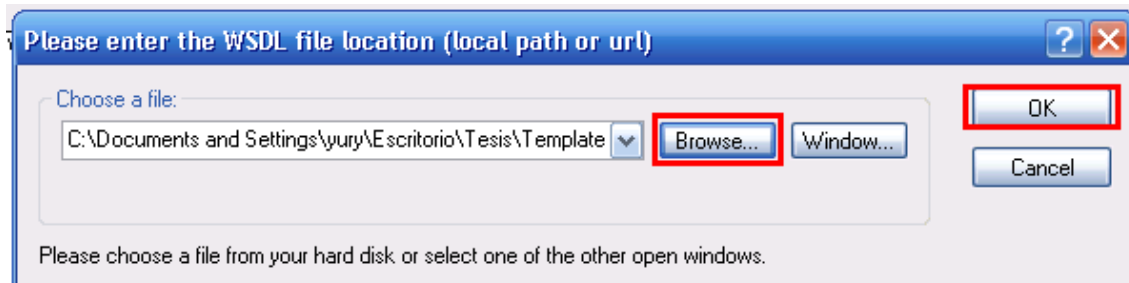 Please enter the WSDL file location (local path or url)
Choose a file:
OK
C:\Documents and Settings\yury\Escritorio\Tesis\Template
Browse...
Window...
Cancel
Please choose a file from your hard disk or select one of the other open windows.